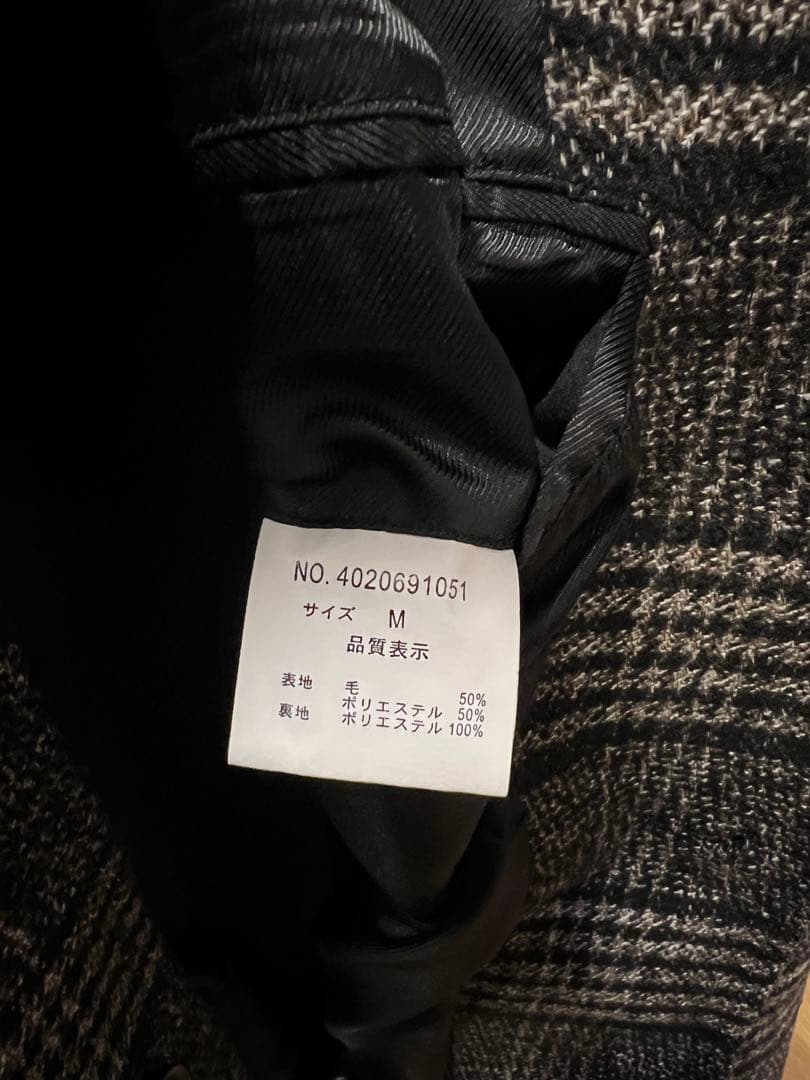 NO. 4020691051
サイズ M
品質表示
表地 毛 50%
ポリエステル 50%
裏地 ポリエステル 100%